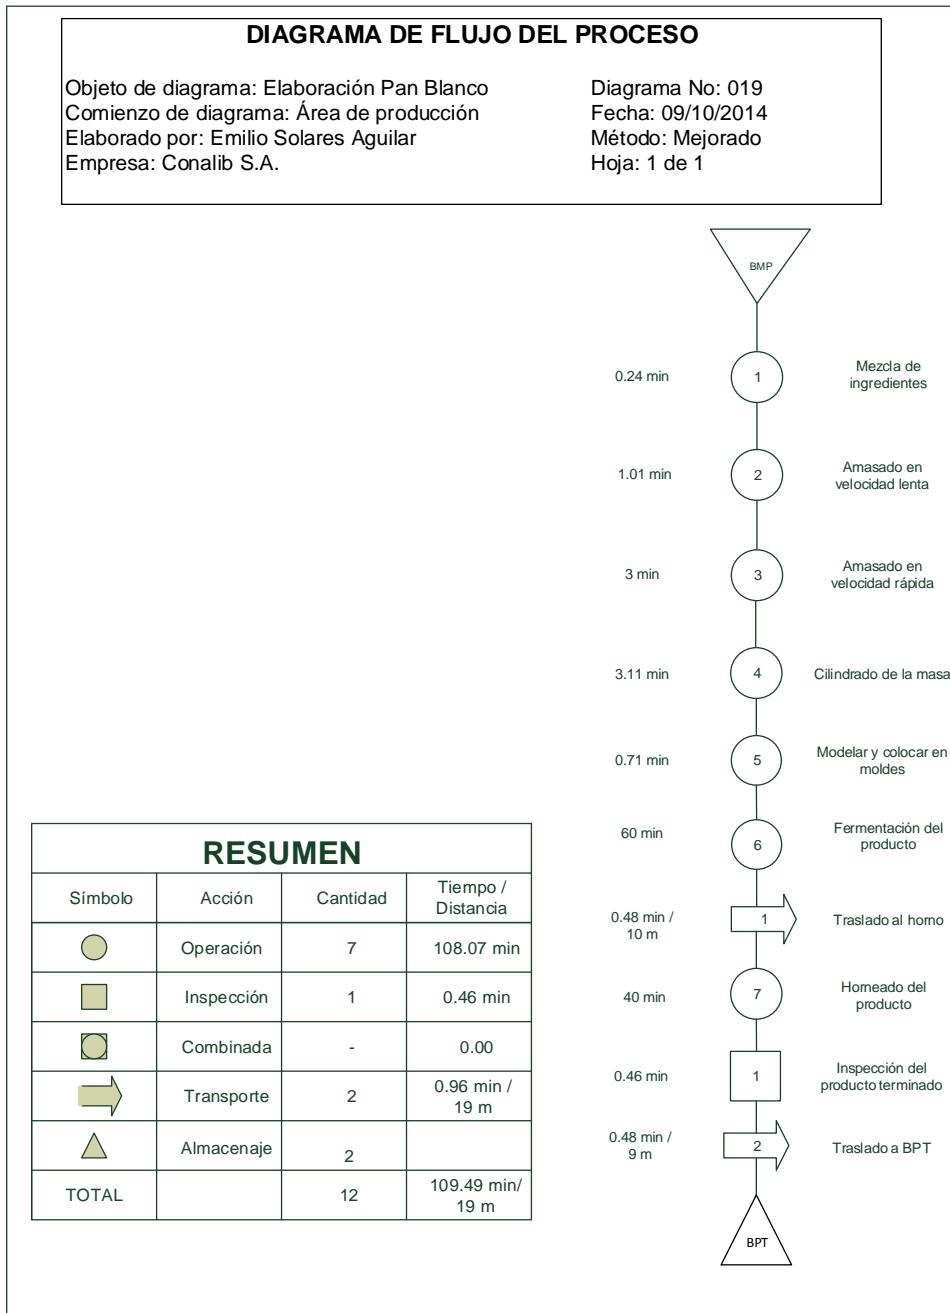 DIAGRAMA DE FLUJO DEL PROCESO
Objeto de diagrama: Elaboración Pan Blanco
Comienzo de diagrama: Área de producción
Elaborado por: Emilio Solares Aguilar
Empresa: Conalib S.A.
Diagrama No: 019
Fecha: 09/10/2014
Método: Mejorado
Hoja: 1 de 1
BMP
0.24 min
1
Mezcla de
ingredientes
1.01 min
2
Amasado en
velocidad lenta
3 min
3
Amasado en
velocidad rápida
3.11 min
4
Cilindrado de la masa
0.71 min
5
Modelar y colocar en
moldes
60 min
6
Fermentación del
producto
0.48 min /
10 m
1
Traslado al horno
40 min
7
Horneado del
producto
0.46 min
1
Inspección del
producto terminado
0.48 min /
9 m
2
Traslado a BPT
BPT
RESUMEN
Símbolo
Acción
Cantidad
Tiempo /
Distancia
Operación
7
108.07 min
Inspección
1
0.46 min
Combinada
-
0.00
Transporte
2
0.96 min /
19 m
Almacenaje
2
TOTAL
12
109.49 min/
19 m